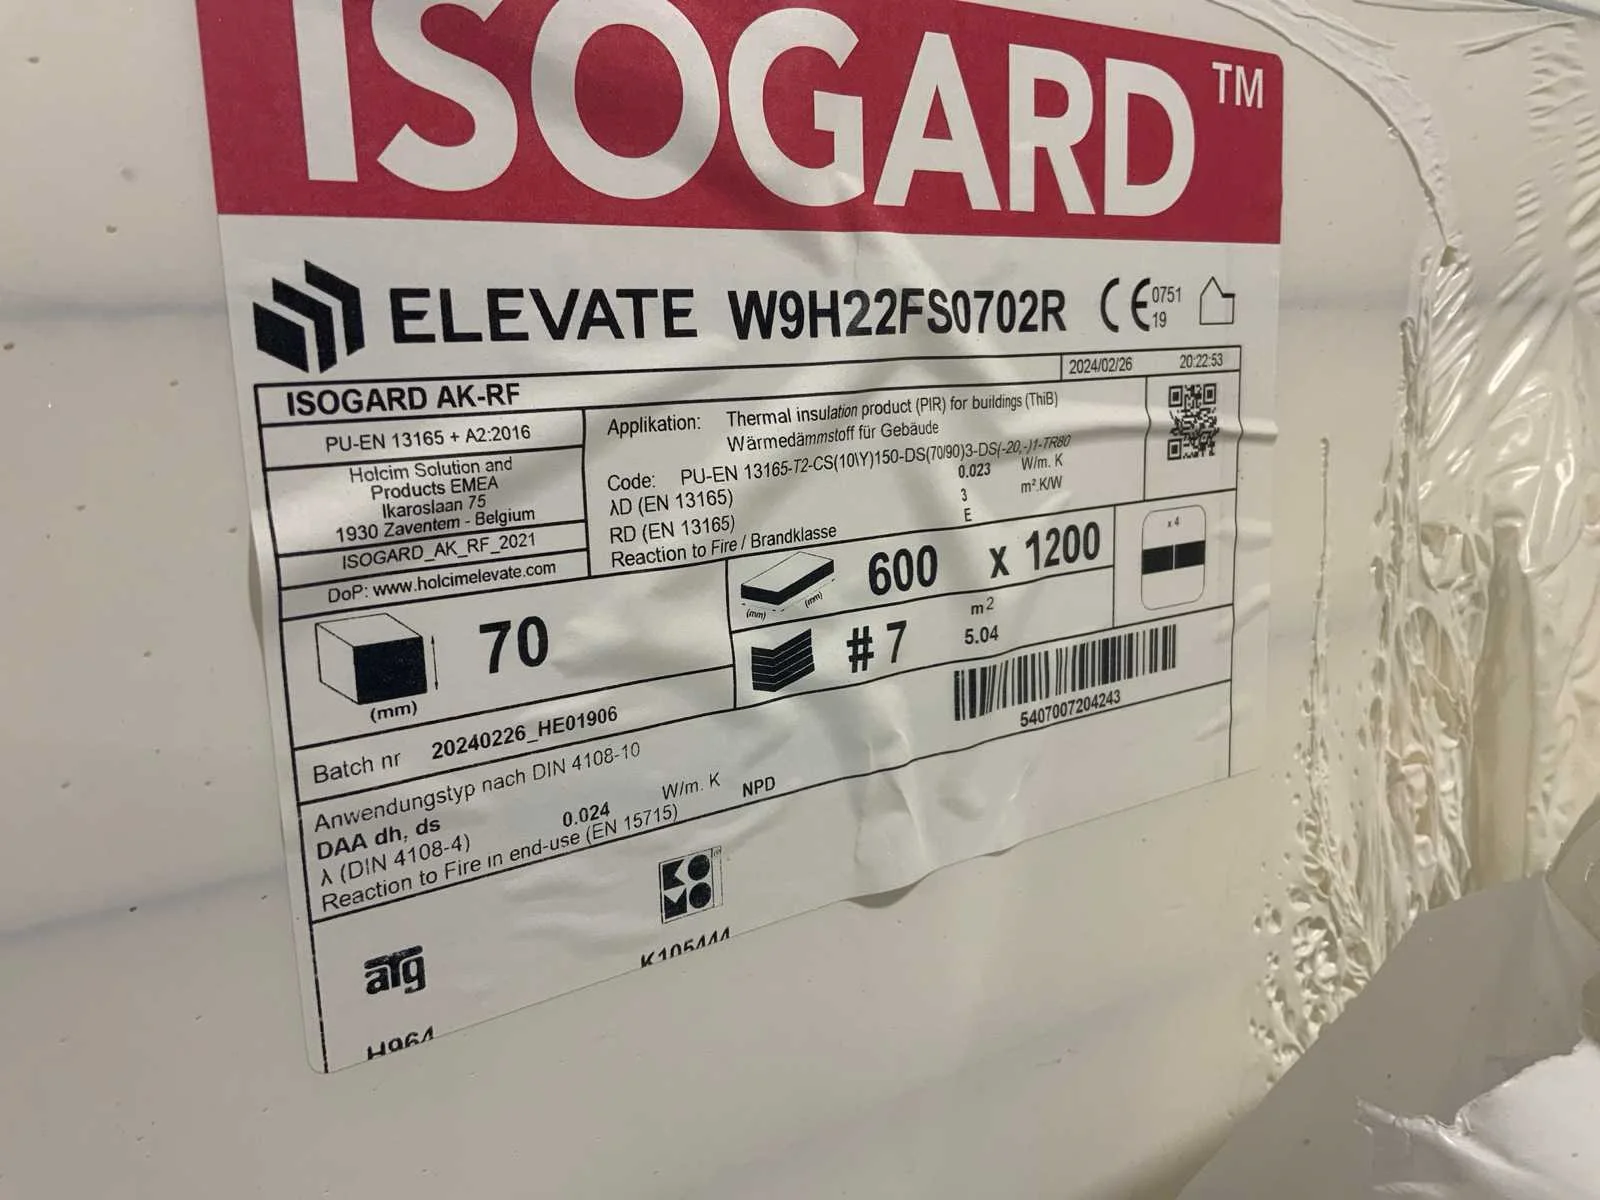 ISOGARD™
ELEVATE W9H22FS0702R CE 0751
19
2024/02/26 20:22:53
ISOGARD AK-RF
PU-EN 13165 + A2:2016
Holcim Solution and
Products EMEA
Ikaroslaan 75
1930 Zaventem - Belgium
ISOGARD_AK_RF_2021
DoP: www.holcimelevate.com
Applikation: Thermal insulation product (PIR) for buildings (ThiB)
Wärmedämmstoff für Gebäude
Code: PU-EN 13165-T2-CS(10\Y)150-DS(70/90)3-DS(-20,-)1-TR80
λD (EN 13165) 0.023 W/m. K
RD (EN 13165) 3 m².K/W
Reaction to Fire / Brandklasse E
70
(mm)
(mm) (mm)
600 x 1200
x 4
# 7
m2
5.04
5407007204243
Batch nr 20240226_HE01906
Anwendungstyp nach DIN 4108-10
DAA dh, ds
λ (DIN 4108-4) 0.024 W/m. K
Reaction to Fire in end-use (EN 15715) NPD
KOMO
K105444
atg
H964